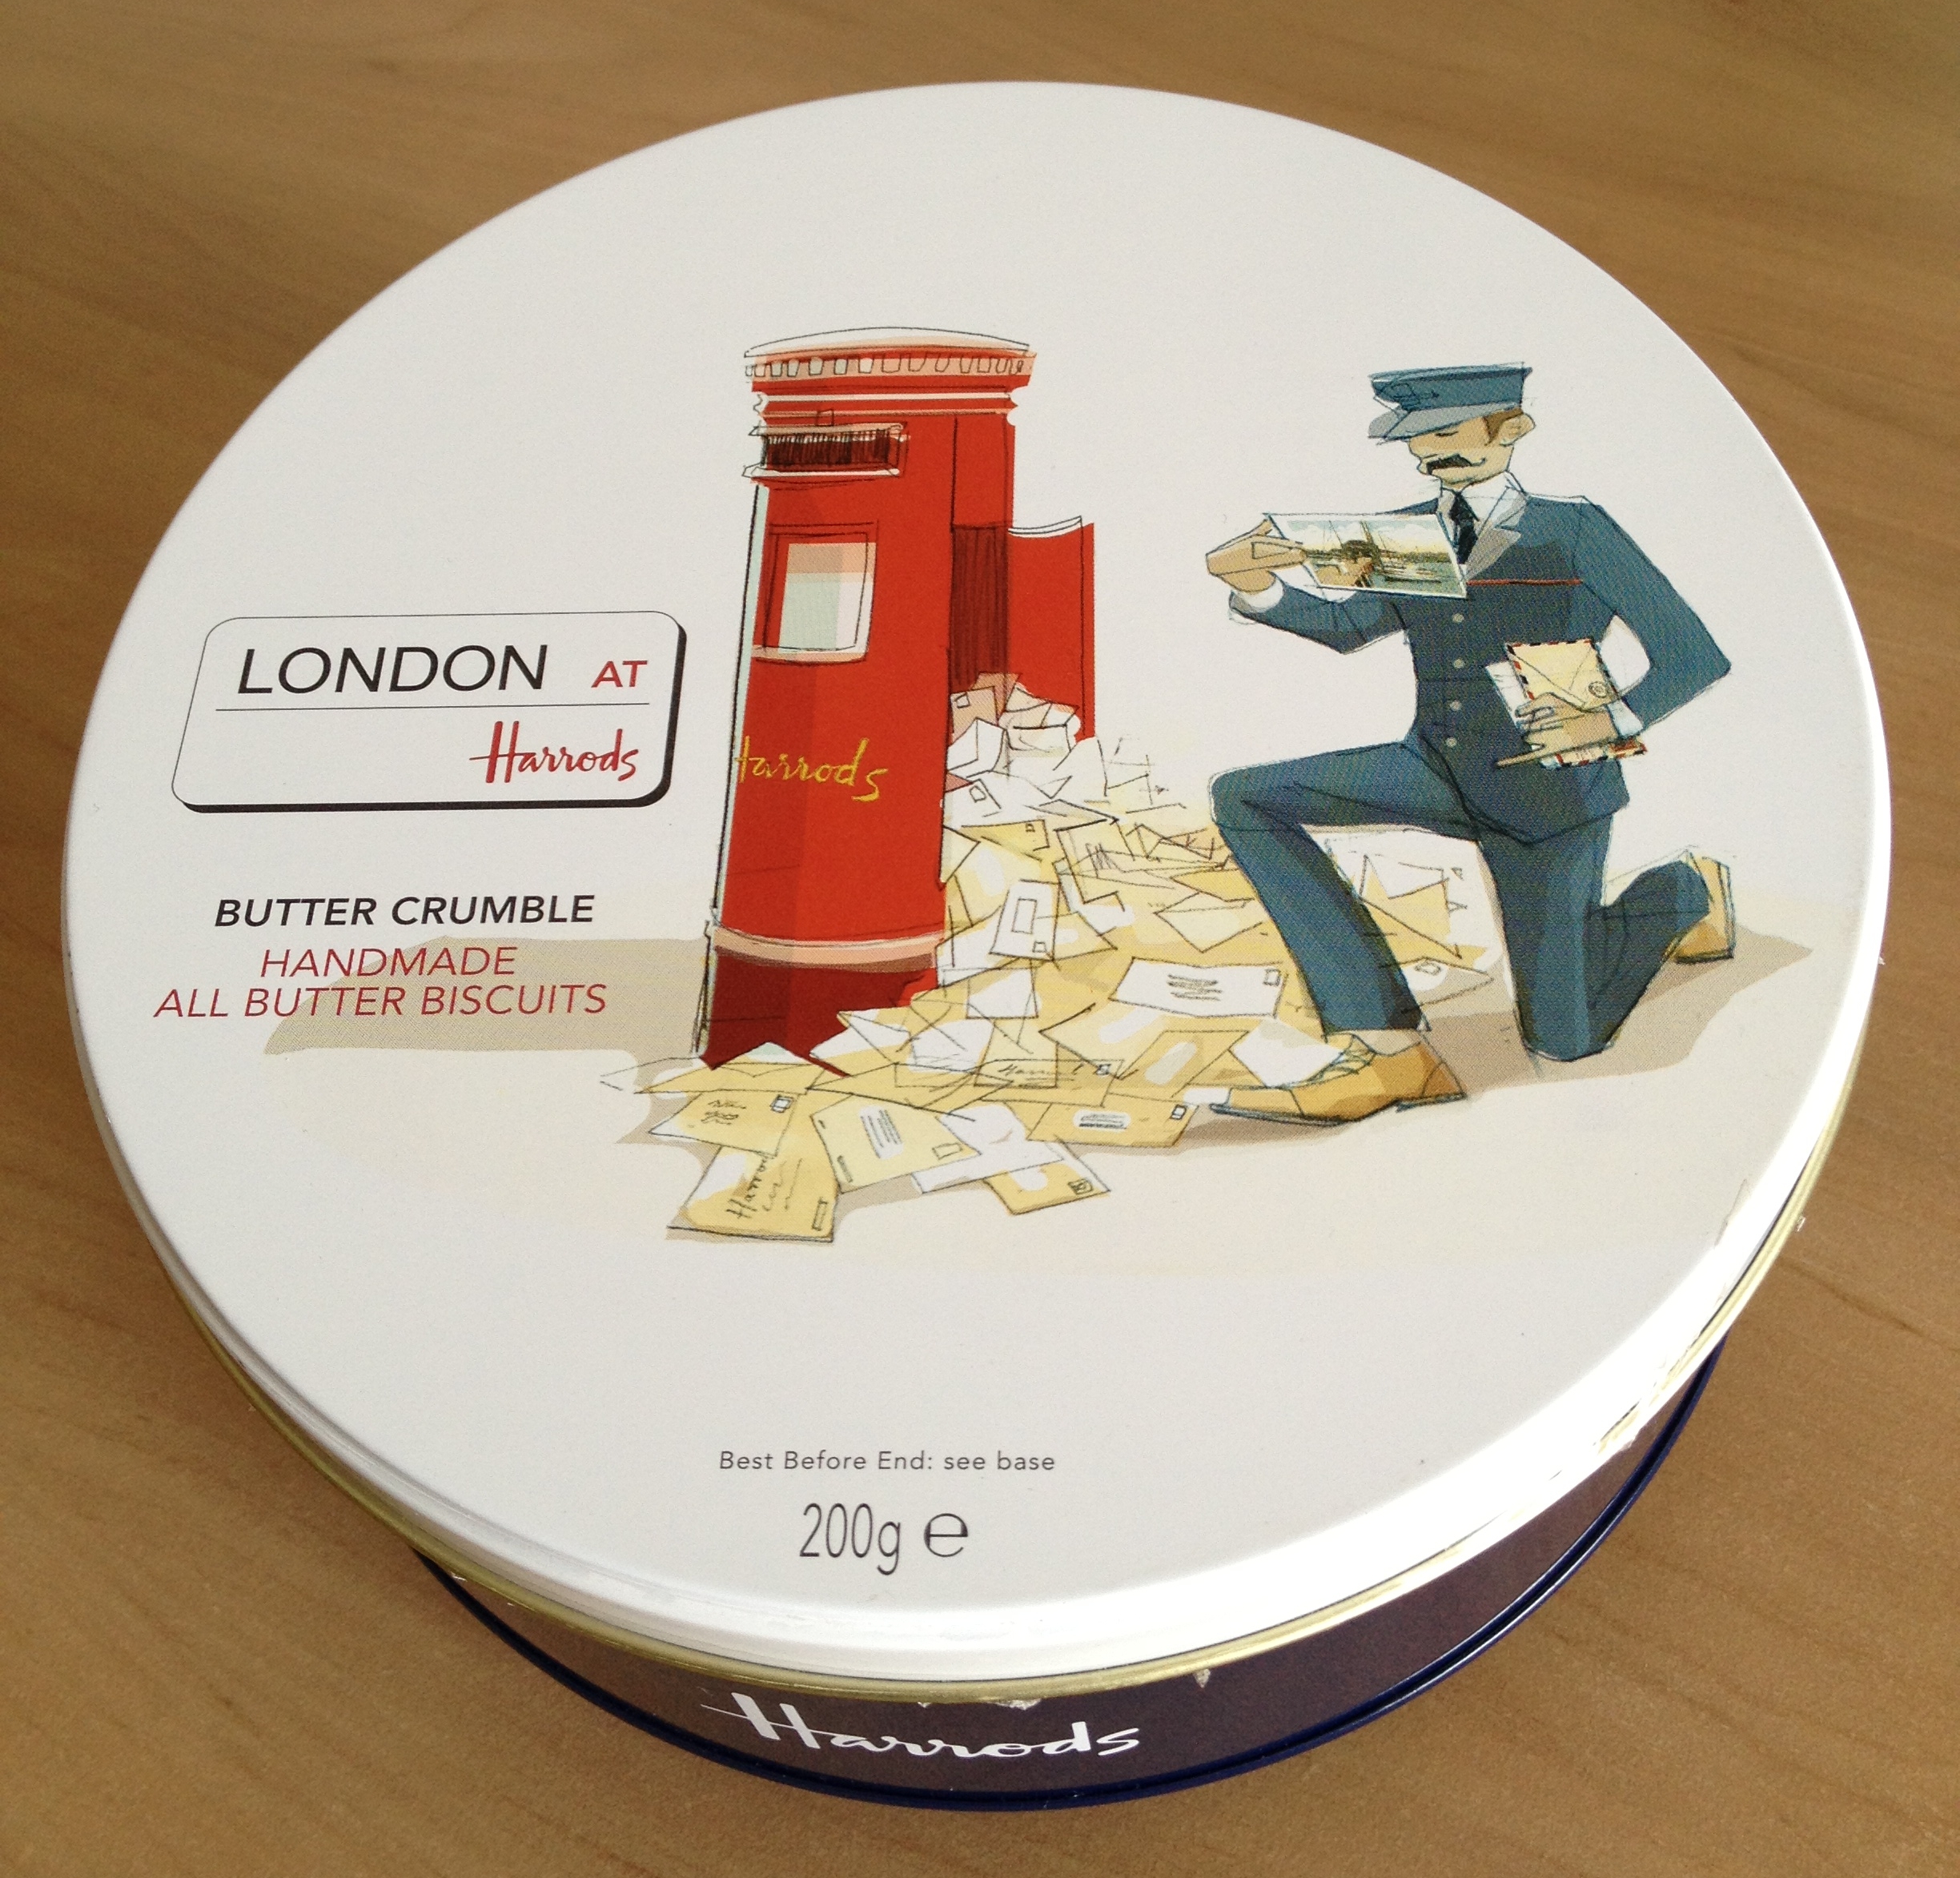 LONDON AT
Harrods
Harrods
BUTTER CRUMBLE
HANDMADE
ALL BUTTER BISCUITS
Best Before End: see base
200g ℮
Harrods